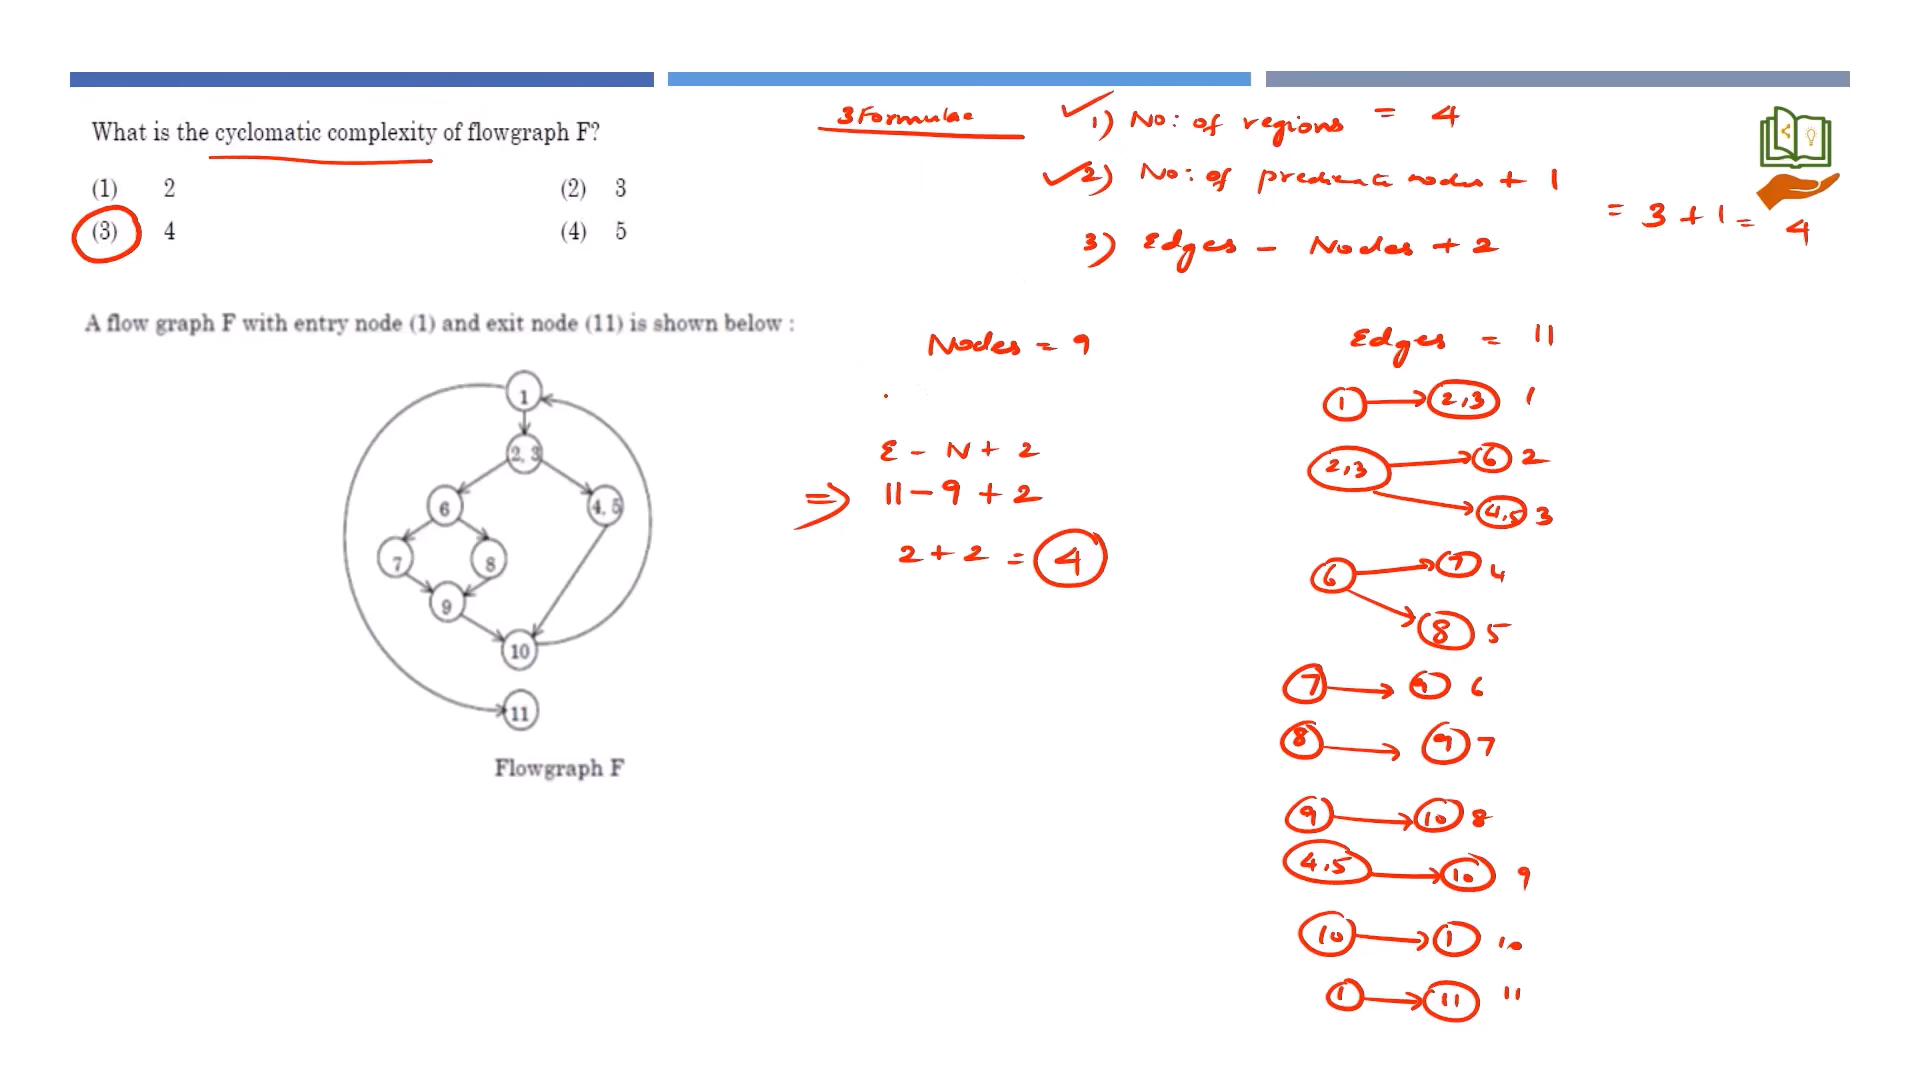 What is the cyclomatic complexity of flowgraph F?
(1) 2 (2) 3
(3) 4 (4) 5
A flow graph F with entry node (1) and exit node (11) is shown below :
1
2, 3
6 4, 5
7 8
9
10
11
Flowgraph F
3 Formulae
1) No: of regions = 4
2) No: of predicate nodes + 1
= 3 + 1 = 4
3) Edges - Nodes + 2
Nodes = 9
E - N + 2
⇒ 11 - 9 + 2
2 + 2 = 4
Edges = 11
1 → 2,3 1
2,3 → 6 2
→ 4,5 3
6 → 7 4
→ 8 5
7 → 9 6
8 → 9 7
9 → 10 8
4,5 → 10 9
10 → 1 10
1 → 11 11